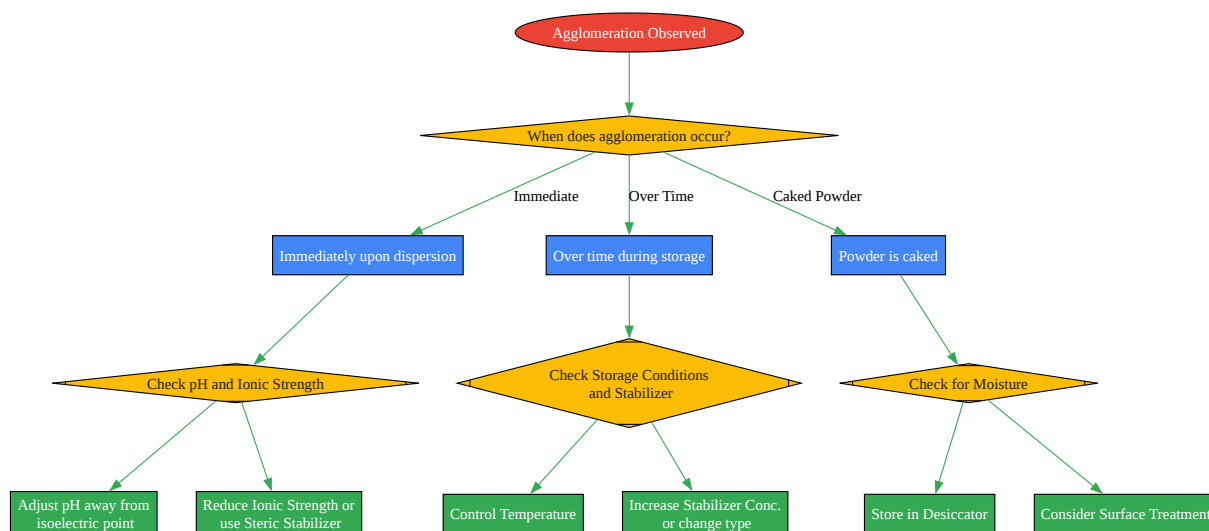 Agglomeration Observed
When does agglomeration occur?
Immediate
Over Time
Caked Powder
Immediately upon dispersion
Over time during storage
Powder is caked
Check pH and Ionic Strength
Check Storage Conditions
and Stabilizer
Check for Moisture
Adjust pH away from
isoelectric point
Reduce Ionic Strength or
use Steric Stabilizer
Control Temperature
Increase Stabilizer Conc.
or change type
Store in Desiccator
Consider Surface Treatment